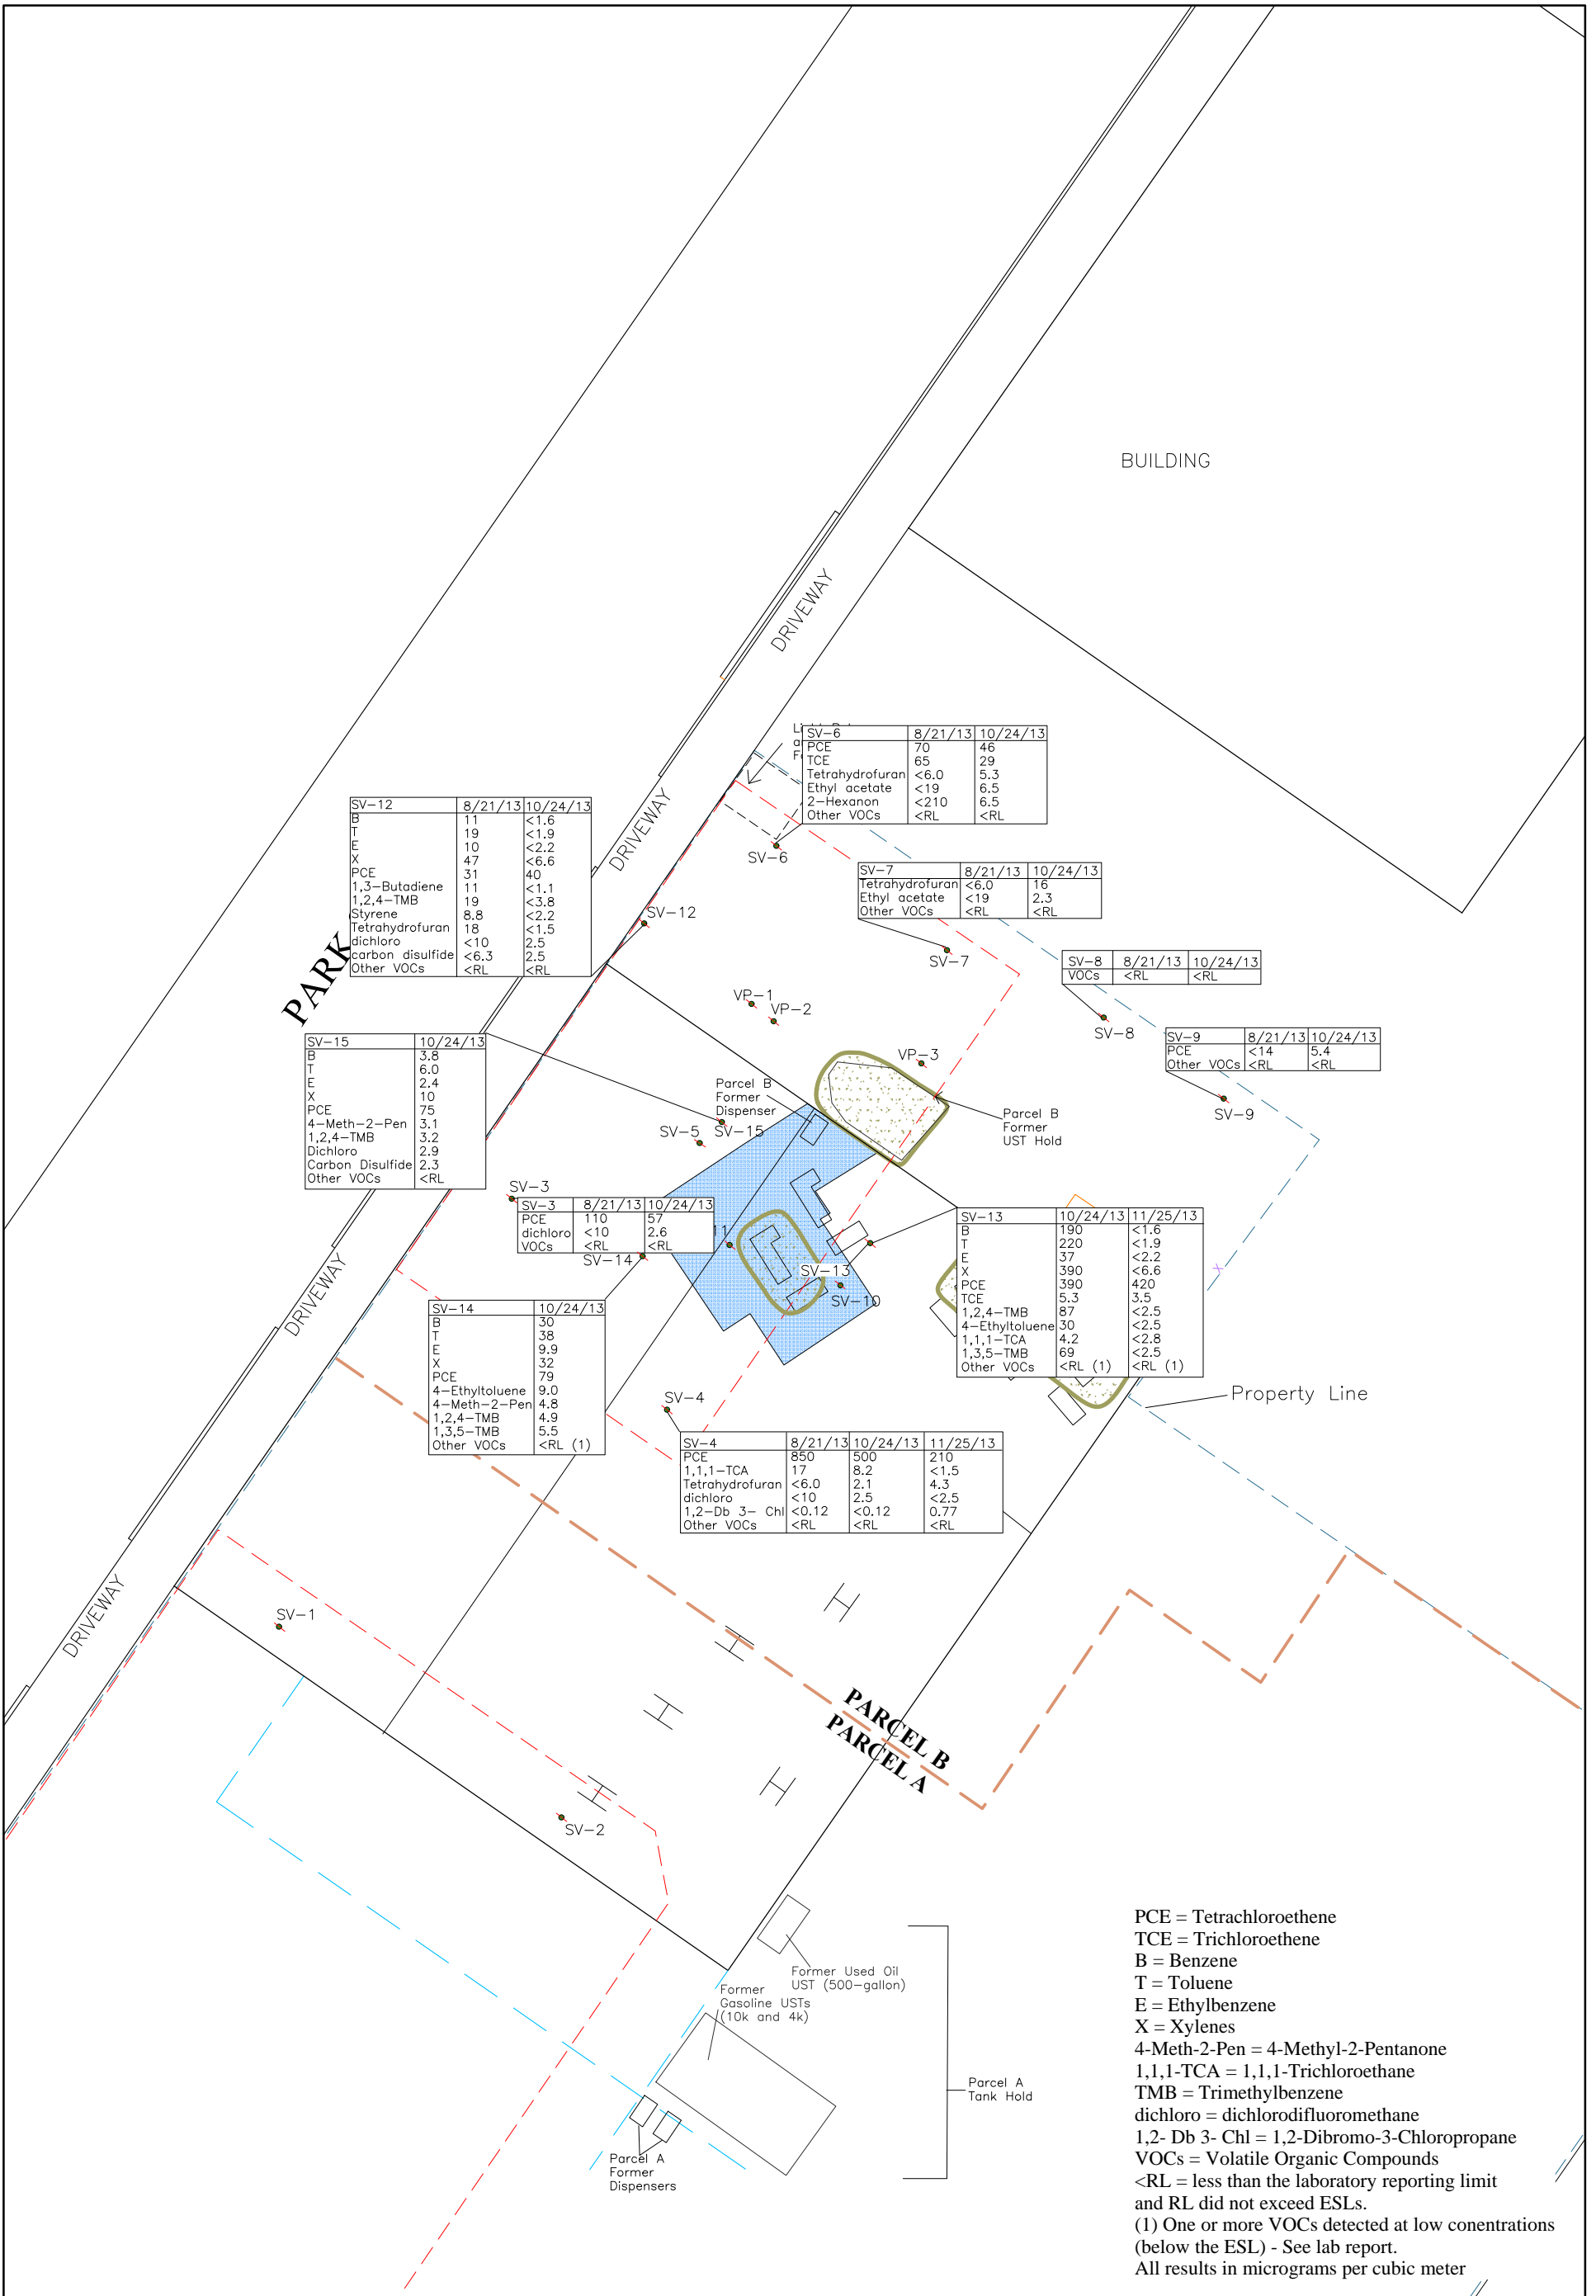 BUILDING
DRIVEWAY
SV-6 8/21/13 10/24/13
PCE 70 46
TCE 65 29
Tetrahydrofuran <6.0 5.3
Ethyl acetate <19 6.5
2-Hexanon <210 6.5
Other VOCs <RL <RL
SV-6
DRIVEWAY
SV-12 8/21/13 10/24/13
B 11 <1.6
T 19 <1.9
E 10 <2.2
X 47 <6.6
PCE 31 40
1,3-Butadiene 11 <1.1
1,2,4-TMB 19 <3.8
Styrene 8.8 <2.2
Tetrahydrofuran 18 <1.5
dichloro <10 2.5
carbon disulfide <6.3 2.5
Other VOCs <RL <RL
SV-12
PARK
SV-7 8/21/13 10/24/13
Tetrahydrofuran <6.0 16
Ethyl acetate <19 2.3
Other VOCs <RL <RL
SV-7
SV-8 8/21/13 10/24/13
VOCs <RL <RL
SV-8
VP-1
VP-2
VP-3
SV-9 8/21/13 10/24/13
PCE <14 5.4
Other VOCs <RL <RL
SV-9
SV-15 10/24/13
B 3.8
T 6.0
E 2.4
X 10
PCE 75
4-Meth-2-Pen 3.1
1,2,4-TMB 3.2
Dichloro 2.9
Carbon Disulfide 2.3
Other VOCs <RL
Parcel B
Former
Dispenser
Parcel B
Former
UST Hold
SV-5 SV-15
SV-3
SV-3 8/21/13 10/24/13
PCE 110 57
dichloro <10 2.6
VOCs <RL <RL
SV-14
SV-13
SV-10
SV-13 10/24/13 11/25/13
B 190 <1.6
T 220 <1.9
E 37 <2.2
X 390 <6.6
PCE 390 420
TCE 5.3 3.5
1,2,4-TMB 87 <2.5
4-Ethyltoluene 30 <2.5
1,1,1-TCA 4.2 <2.8
1,3,5-TMB 69 <2.5
Other VOCs <RL (1) <RL (1)
DRIVEWAY
SV-14 10/24/13
B 30
T 38
E 9.9
X 32
PCE 79
4-Ethyltoluene 9.0
4-Meth-2-Pen 4.8
1,2,4-TMB 4.9
1,3,5-TMB 5.5
Other VOCs <RL (1)
Property Line
SV-4
SV-4 8/21/13 10/24/13 11/25/13
PCE 850 500 210
1,1,1-TCA 17 8.2 <1.5
Tetrahydrofuran <6.0 2.1 4.3
dichloro <10 2.5 <2.5
1,2-Db 3- Chl <0.12 <0.12 0.77
Other VOCs <RL <RL <RL
DRIVEWAY
SV-1
PARCEL B
PARCEL A
SV-2
Former Used Oil
UST (500-gallon)
Former
Gasoline USTs
(10k and 4k)
Parcel A
Tank Hold
Parcel A
Former
Dispensers
PCE = Tetrachloroethene
TCE = Trichloroethene
B = Benzene
T = Toluene
E = Ethylbenzene
X = Xylenes
4-Meth-2-Pen = 4-Methyl-2-Pentanone
1,1,1-TCA = 1,1,1-Trichloroethane
TMB = Trimethylbenzene
dichloro = dichlorodifluoromethane
1,2- Db 3- Chl = 1,2-Dibromo-3-Chloropropane
VOCs = Volatile Organic Compounds
<RL = less than the laboratory reporting limit
and RL did not exceed ESLs.
(1) One or more VOCs detected at low conentrations
(below the ESL) - See lab report.
All results in micrograms per cubic meter